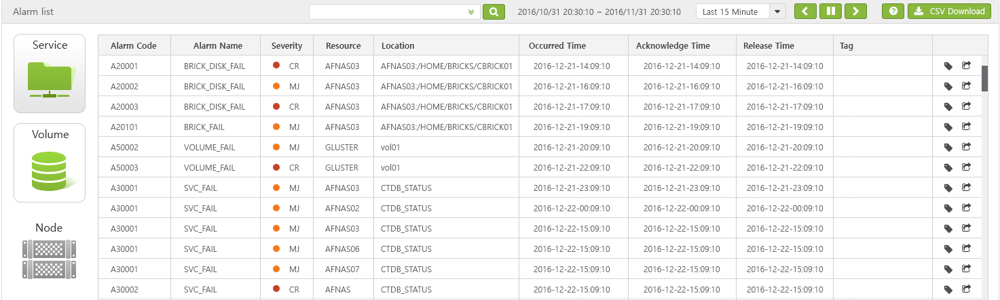 Alarm list 2016/10/31 20:30:10 ~ 2016/11/31 20:30:10 Last 15 Minute CSV Download
Service
Volume
Node
Alarm Code Alarm Name Severity Resource Location Occurred Time Acknowledge Time Release Time Tag
A20001 BRICK_DISK_FAIL CR AFNAS03 AFNAS03:/HOME/BRICKS/CBRICK01 2016-12-21-14:09:10 2016-12-21-14:09:10 2016-12-21-14:09:10
A20002 BRICK_DISK_FAIL MJ AFNAS03 AFNAS03:/HOME/BRICKS/CBRICK01 2016-12-21-16:09:10 2016-12-21-16:09:10 2016-12-21-16:09:10
A20003 BRICK_DISK_FAIL CR AFNAS03 AFNAS03:/HOME/BRICKS/CBRICK01 2016-12-21-17:09:10 2016-12-21-17:09:10 2016-12-21-17:09:10
A20101 BRICK_FAIL MJ AFNAS03 AFNAS03:/HOME/BRICKS/CBRICK01 2016-12-21-19:09:10 2016-12-21-19:09:10 2016-12-21-19:09:10
A50002 VOLUME_FAIL MJ GLUSTER vol01 2016-12-21-20:09:10 2016-12-21-20:09:10 2016-12-21-20:09:10
A50003 VOLUME_FAIL CR GLUSTER vol01 2016-12-21-22:09:10 2016-12-21-22:09:10 2016-12-21-22:09:10
A30001 SVC_FAIL MJ AFNAS03 CTDB_STATUS 2016-12-21-23:09:10 2016-12-21-23:09:10 2016-12-21-23:09:10
A30001 SVC_FAIL MJ AFNAS02 CTDB_STATUS 2016-12-22-00:09:10 2016-12-22-00:09:10 2016-12-22-00:09:10
A30001 SVC_FAIL MJ AFNAS03 CTDB_STATUS 2016-12-22-15:09:10 2016-12-22-15:09:10 2016-12-22-15:09:10
A30001 SVC_FAIL MJ AFNAS06 CTDB_STATUS 2016-12-22-15:09:10 2016-12-22-15:09:10 2016-12-22-15:09:10
A30001 SVC_FAIL MJ AFNAS07 CTDB_STATUS 2016-12-22-15:09:10 2016-12-22-15:09:10 2016-12-22-15:09:10
A30002 SVC_FAIL CR AFNAS CTDB_STATUS 2016-12-22-15:09:10 2016-12-22-15:09:10 2016-12-22-15:09:10